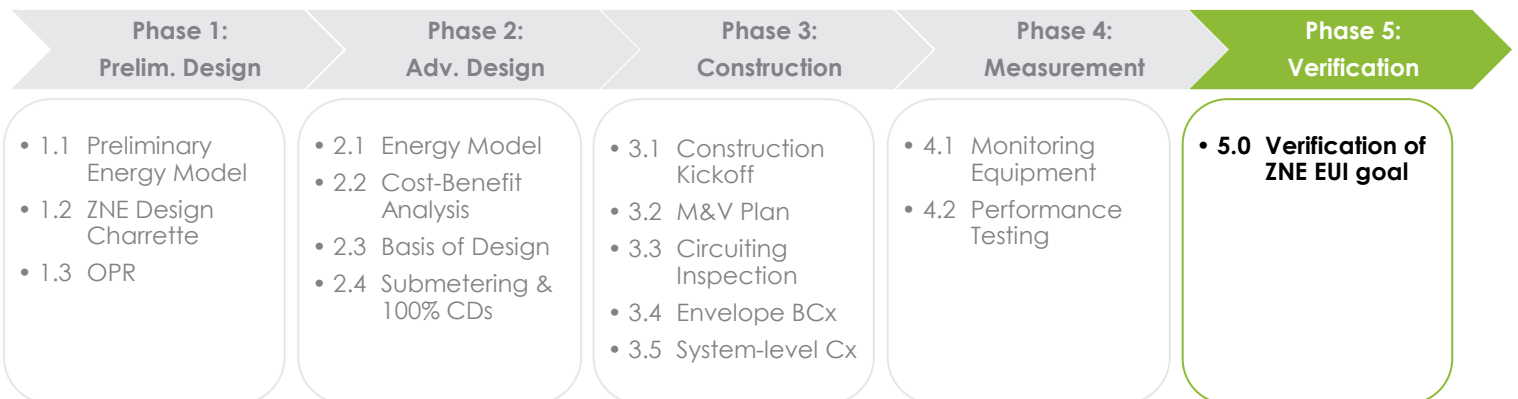 Phase 1:
Prelim. Design
Phase 2:
Adv. Design
Phase 3:
Construction
Phase 4:
Measurement
Phase 5:
Verification
• 1.1 Preliminary
Energy Model
• 1.2 ZNE Design
Charrette
• 1.3 OPR
• 2.1 Energy Model
• 2.2 Cost-Benefit
Analysis
• 2.3 Basis of Design
• 2.4 Submetering &
100% CDs
• 3.1 Construction
Kickoff
• 3.2 M&V Plan
• 3.3 Circuiting
Inspection
• 3.4 Envelope BCx
• 3.5 System-level Cx
• 4.1 Monitoring
Equipment
• 4.2 Performance
Testing
• 5.0 Verification of
ZNE EUI goal